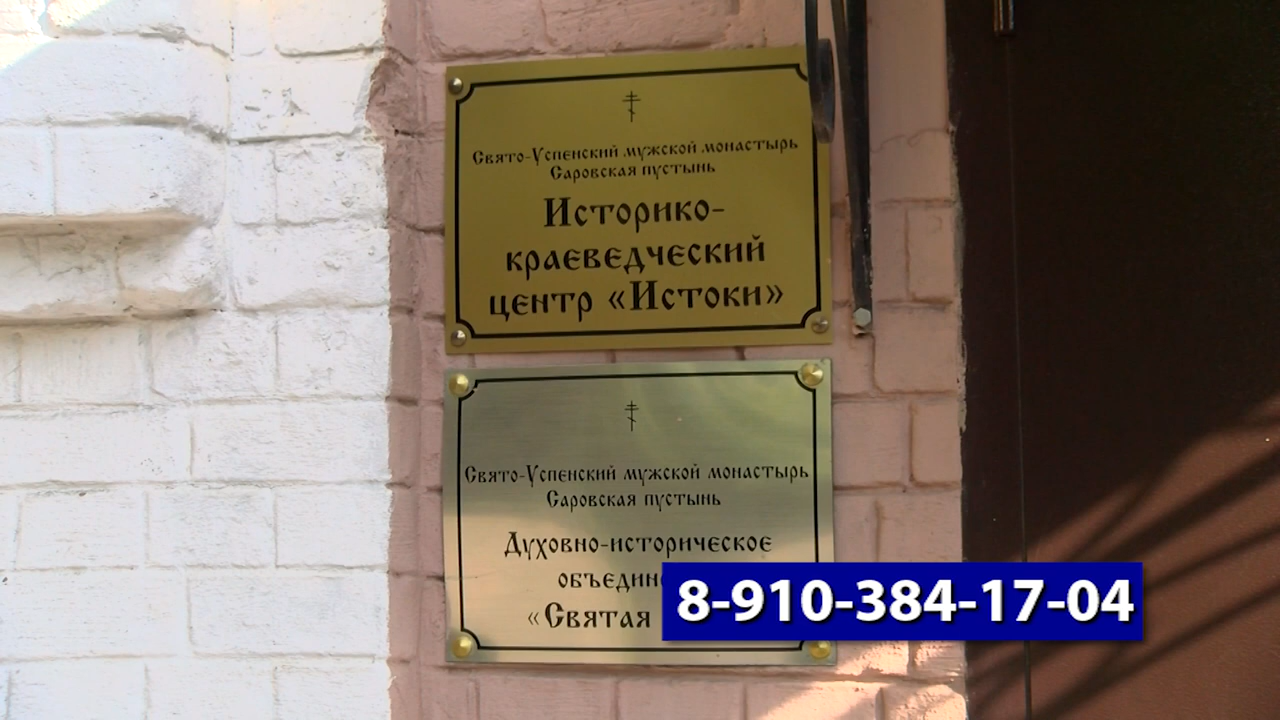 Свято-Успенский мужской монастырь
Саровская пустынь
Историко-
краеведческий
центр «Истоки»
Свято-Успенский мужской монастырь
Саровская пустынь
Духовно-историческое
«Святая
8-910-384-17-04